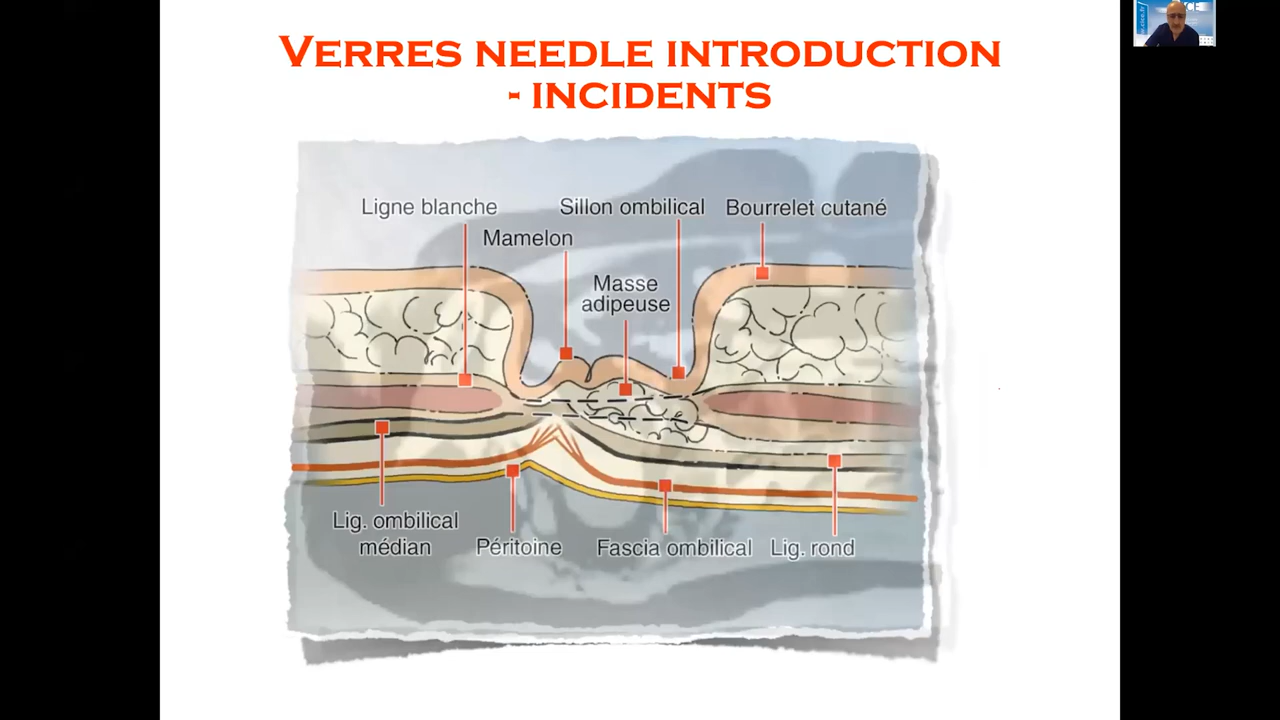 VERRES NEEDLE INTRODUCTION
- INCIDENTS
Ligne blanche
Sillon ombilical
Bourrelet cutané
Mamelon
Masse
adipeuse
Lig. ombilical
médian
Péritoine
Fascia ombilical
Lig. rond